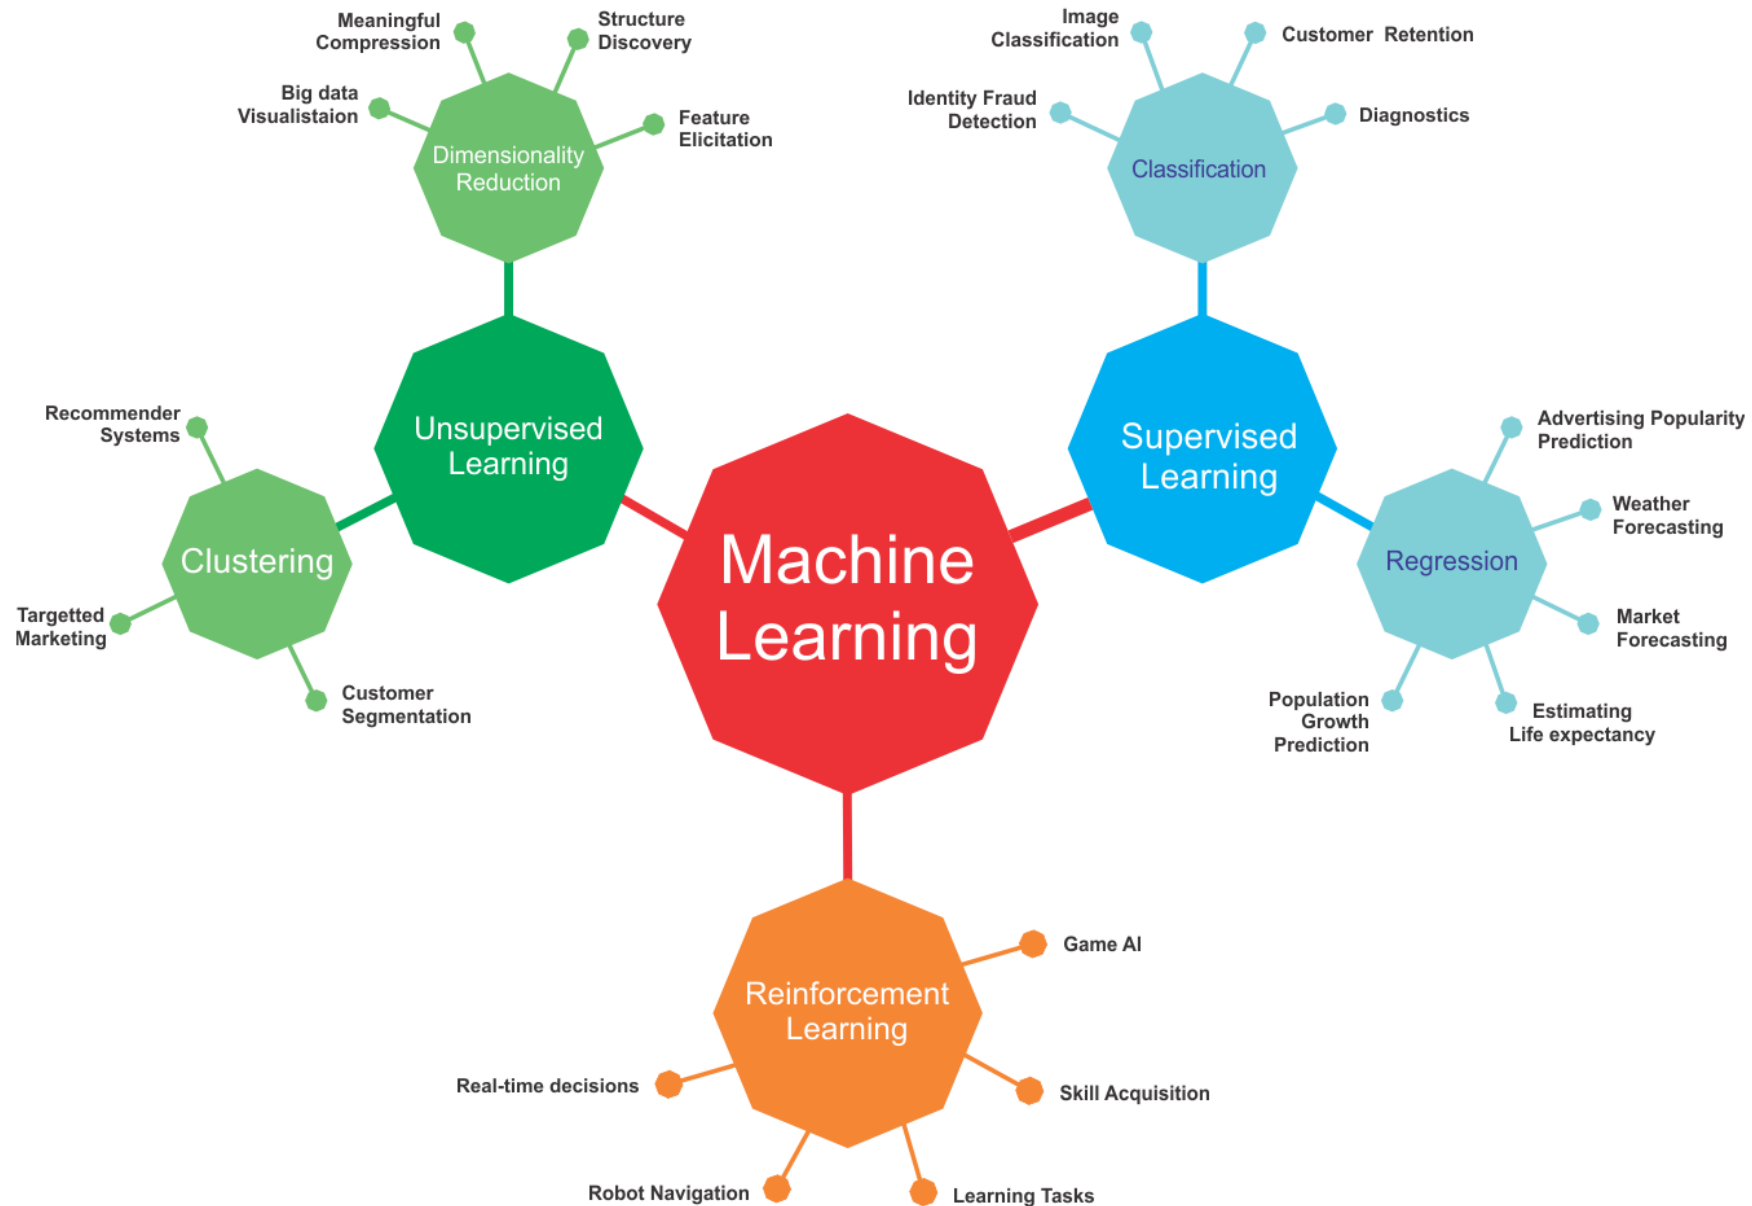 Meaningful
Compression
Structure
Discovery
Big data
Visualistaion
Feature
Elicitation
Dimensionality
Reduction
Image
Classification
Customer  Retention
Identity Fraud
Detection
Diagnostics
Classification
Unsupervised
Learning
Supervised
Learning
Recommender
Systems
Clustering
Targetted
Marketing
Customer
Segmentation
Machine
Learning
Advertising Popularity
Prediction
Weather
Forecasting
Regression
Market
Forecasting
Population
Growth
Prediction
Estimating
Life expectancy
Reinforcement
Learning
Game AI
Real-time decisions
Skill Acquisition
Robot Navigation
Learning Tasks